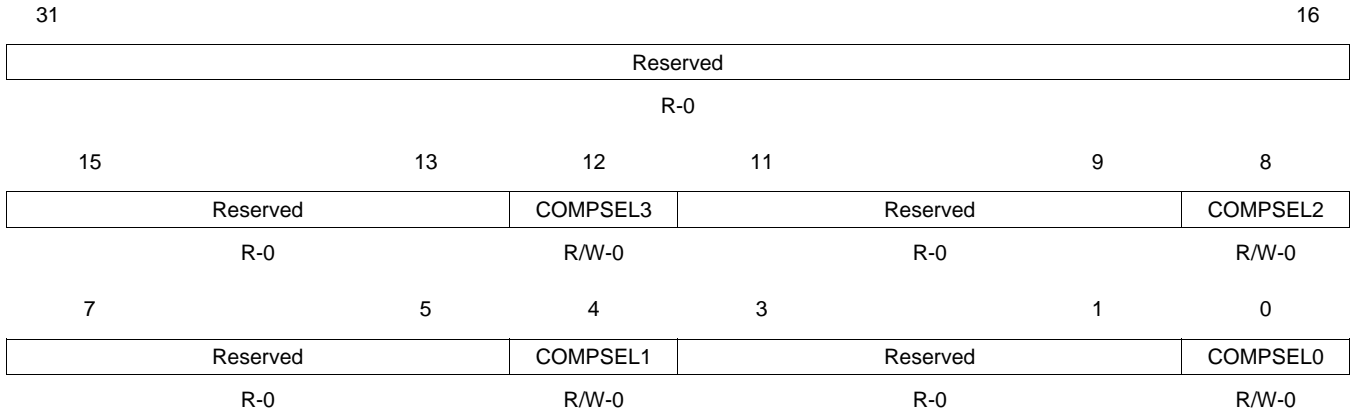 31 16
Reserved
R-0
15 13 12 11 9 8
Reserved COMPSEL3 Reserved COMPSEL2
R-0 R/W-0 R-0 R/W-0
7 5 4 3 1 0
Reserved COMPSEL1 Reserved COMPSEL0
R-0 R/W-0 R-0 R/W-0